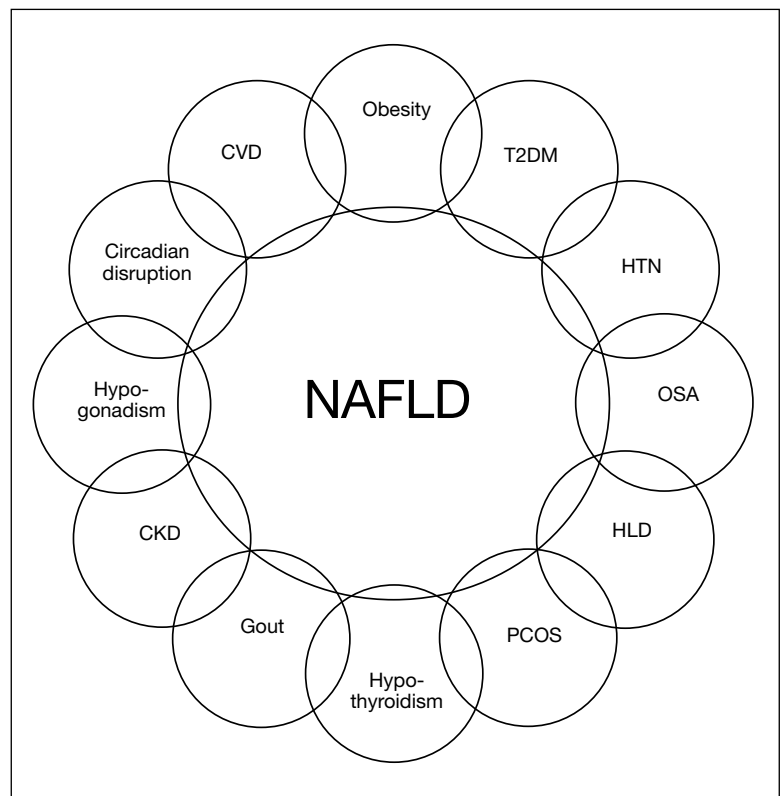 Obesity
CVD
T2DM
Circadian
disruption
HTN
Hypo-
gonadism
NAFLD
OSA
CKD
HLD
Gout
PCOS
Hypo-
thyroidism